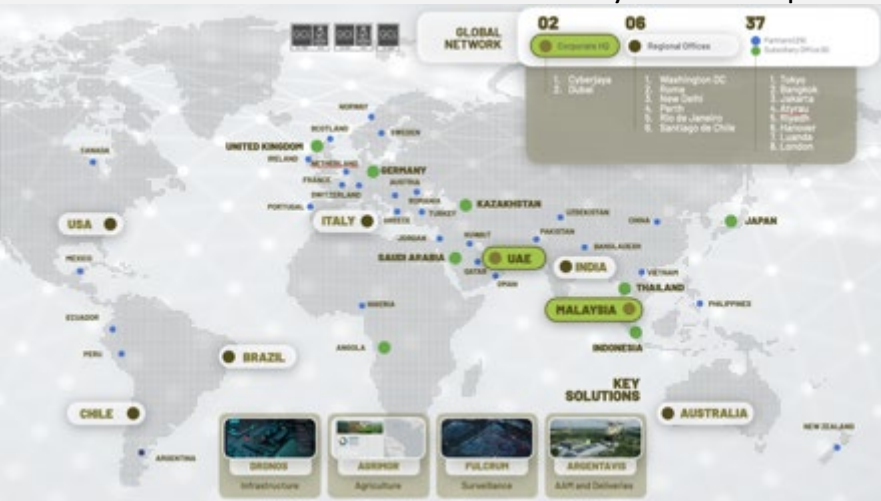 GLOBAL
NETWORK
02
Corporate HQ
1. Cyberjaya
2. Dubai
06
Regional Offices
1. Washington DC
2. Rome
3. New Delhi
4. Perth
5. Rio de Janeiro
6. Santiago de Chile
37
1. Tokyo
2. Bangkok
3. Jakarta
4. Atyrau
5. Riyadh
6. Hanover
7. Luanda
8. London
NORWAY
SCOTLAND
SWEDEN
UNITED KINGDOM
IRELAND
NETHERLAND
GERMANY
FRANCE
AUSTRIA
SWITZERLAND
ROMANIA
PORTUGAL
ITALY
GREECE
TURKEY
KAZAKHSTAN
UZBEKISTAN
CHINA
JAPAN
CANADA
USA
MEXICO
JORDAN
KUWAIT
PAKISTAN
BANGLADESH
SAUDI ARABIA
UAE
QATAR
OMAN
INDIA
VIETNAM
THAILAND
MALAYSIA
PHILIPPINES
INDONESIA
NIGERIA
ANGOLA
ECUADOR
PERU
BRAZIL
CHILE
ARGENTINA
AUSTRALIA
NEW ZEALAND
KEY
SOLUTIONS
DRONOS
Infrastructure
AGRIMOR
Agriculture
FULCRUM
Surveillance
ARGENTAVIS
AAM and Deliveries